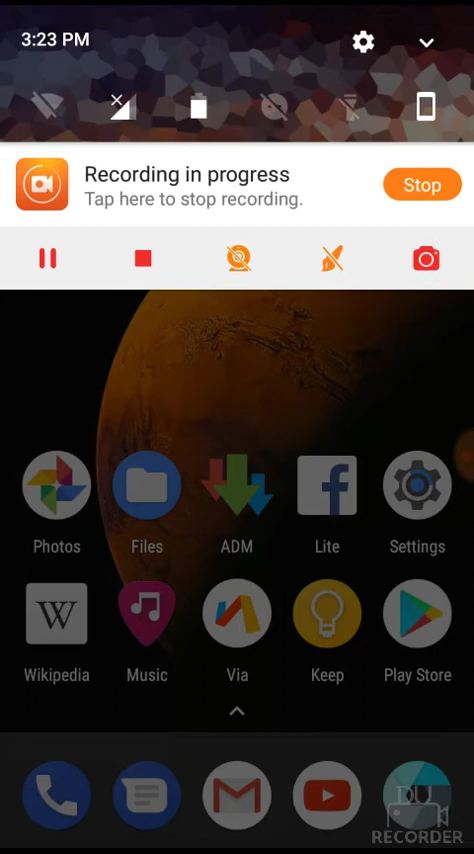 3:23 PM
Recording in progress
Tap here to stop recording.
Stop
Photos
Files
ADM
Lite
Settings
W
Wikipedia
Music
Via
Keep
Play Store
DU
RECORDER